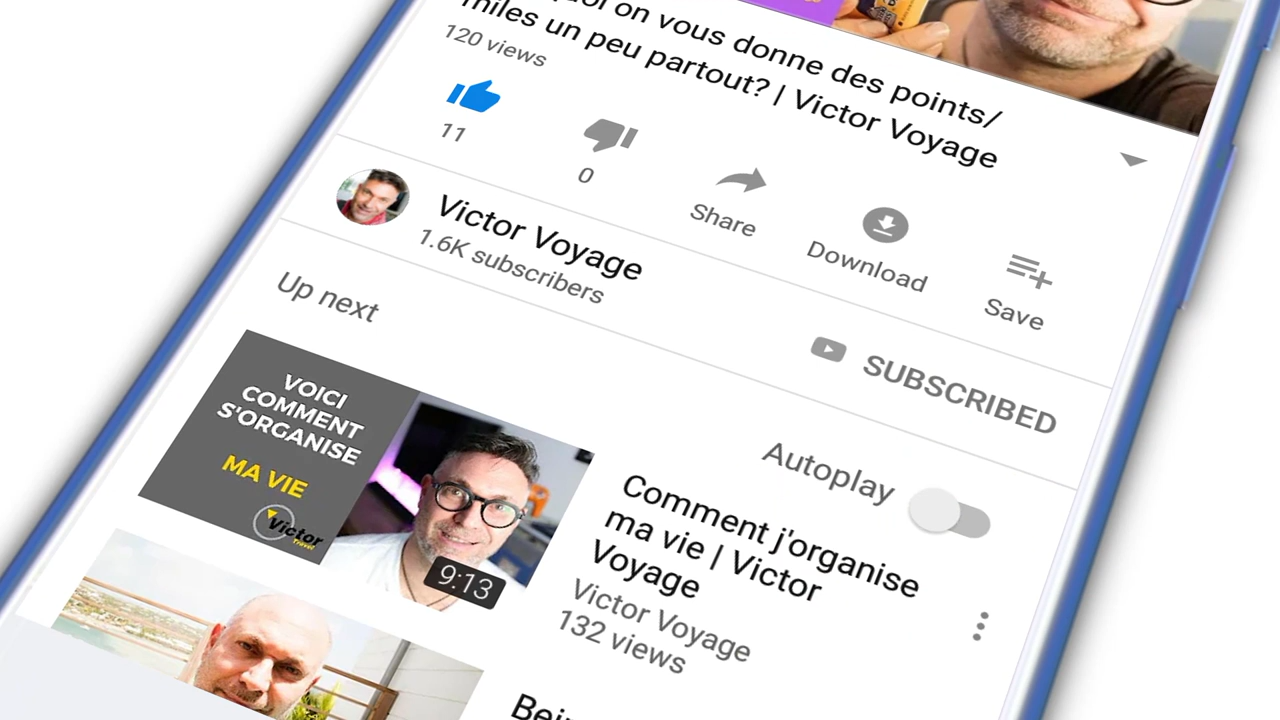 on vous donne des points/
miles un peu partout? | Victor Voyage
120 views
11
0
Share
Download
Save
Victor Voyage
1.6K subscribers
SUBSCRIBED
Up next
Autoplay
VOICI
COMMENT
S'ORGANISE
MA VIE
Victor
Travel
9:13
Comment j'organise
ma vie | Victor
Voyage
Victor Voyage
132 views